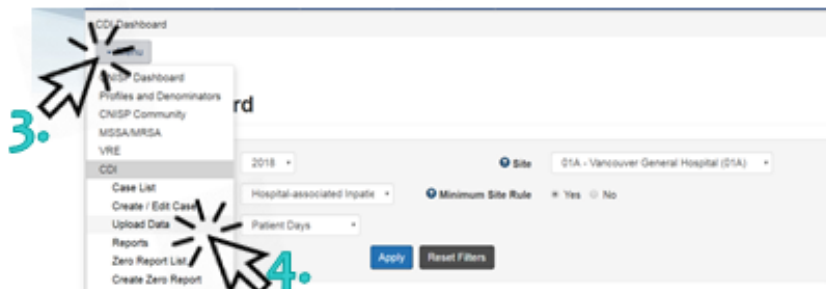 CDI Dashboard
Menu
CNISP Dashboard
Profiles and Denominators
rd
CNISP Community
3.
MSSA/MRSA
VRE
2018
Site
01A - Vancouver General Hospital (01A)
CDI
Case List
Hospital-associated Inpatie
Minimum Site Rule
Yes
No
Create / Edit Case
Upload Data
Patient Days
Reports
Apply
Reset Filters
Zero Report List
4.
Create Zero Report